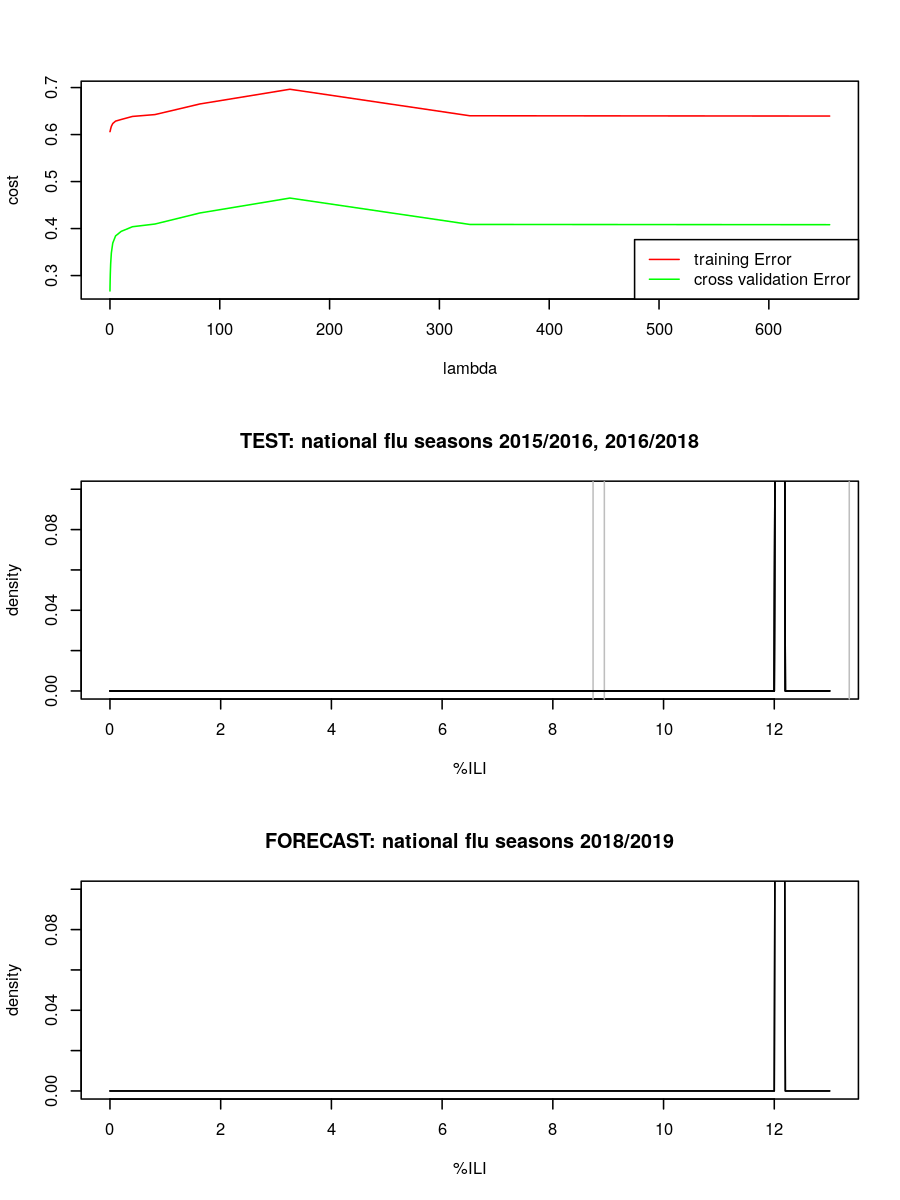 0.7
0.6
0.5
0.4
0.3
cost
training Error
cross validation Error
0 100 200 300 400 500 600
lambda
TEST: national flu seasons 2015/2016, 2016/2018
0.08
0.04
0.00
density
0 2 4 6 8 10 12
%ILI
FORECAST: national flu seasons 2018/2019
0.08
0.04
0.00
density
0 2 4 6 8 10 12
%ILI